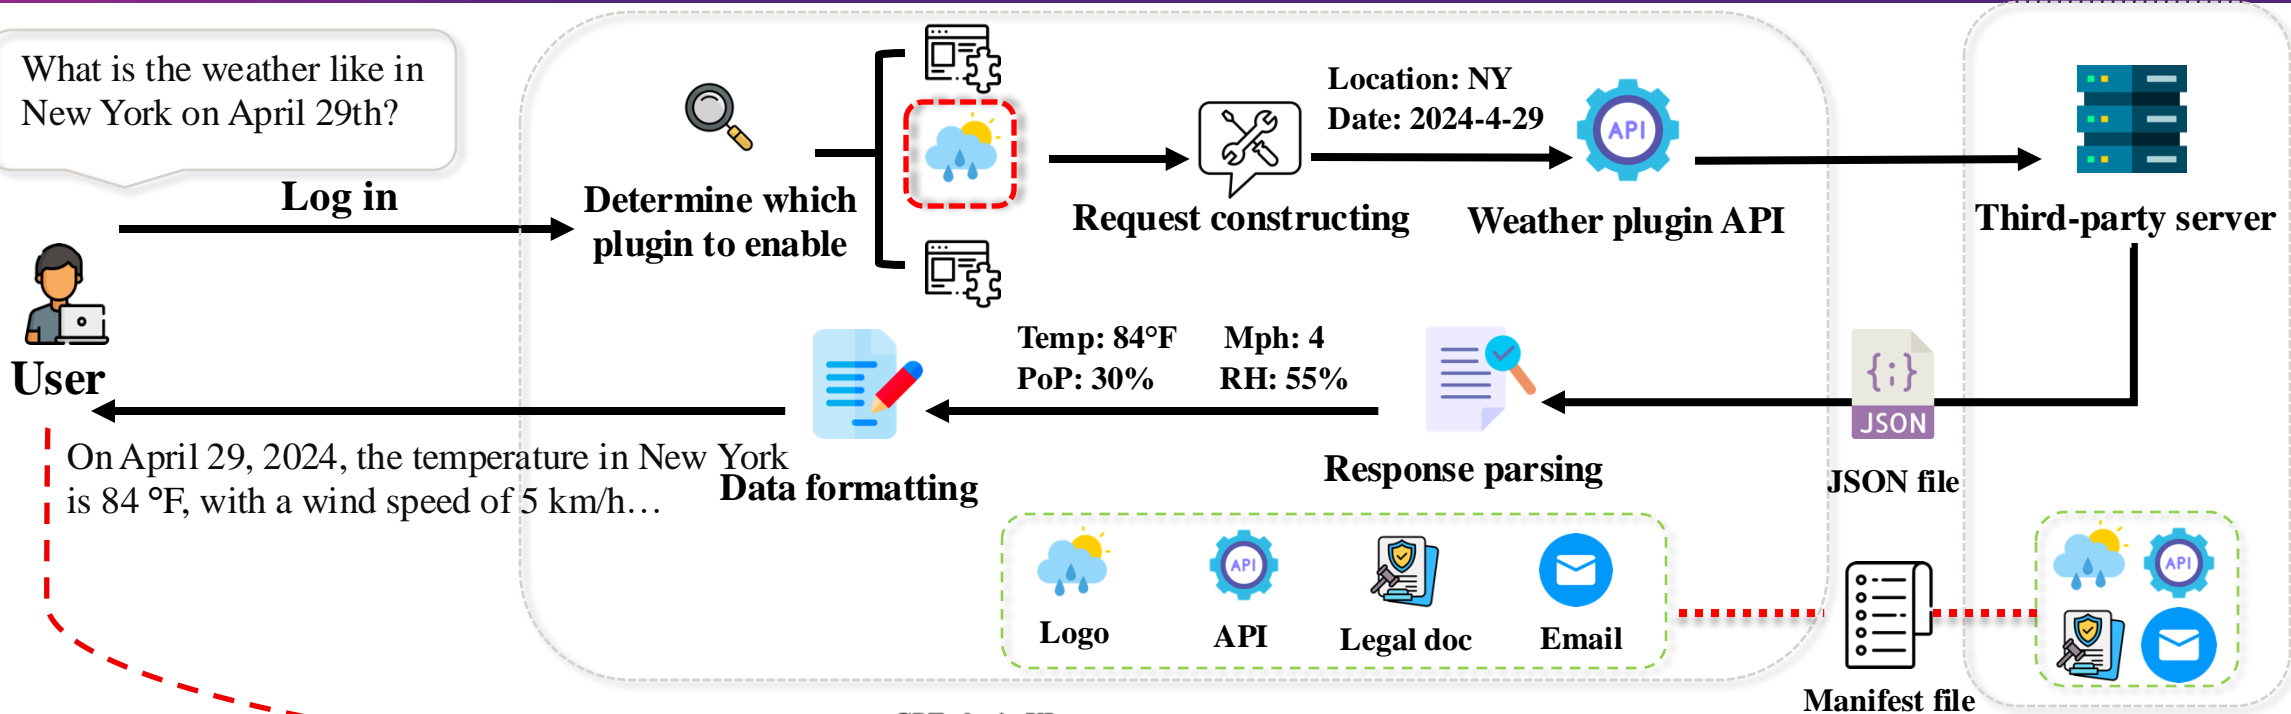 What is the weather like in
New York on April 29th?
Log in
User
Determine which
plugin to enable
Request constructing
Location: NY
Date: 2024-4-29
API
Weather plugin API
Third-party server
{;}
JSON
JSON file
Response parsing
Temp: 84°F Mph: 4
PoP: 30% RH: 55%
Data formatting
On April 29, 2024, the temperature in New York
is 84 °F, with a wind speed of 5 km/h…
API
Logo API Legal doc Email
Manifest file
API